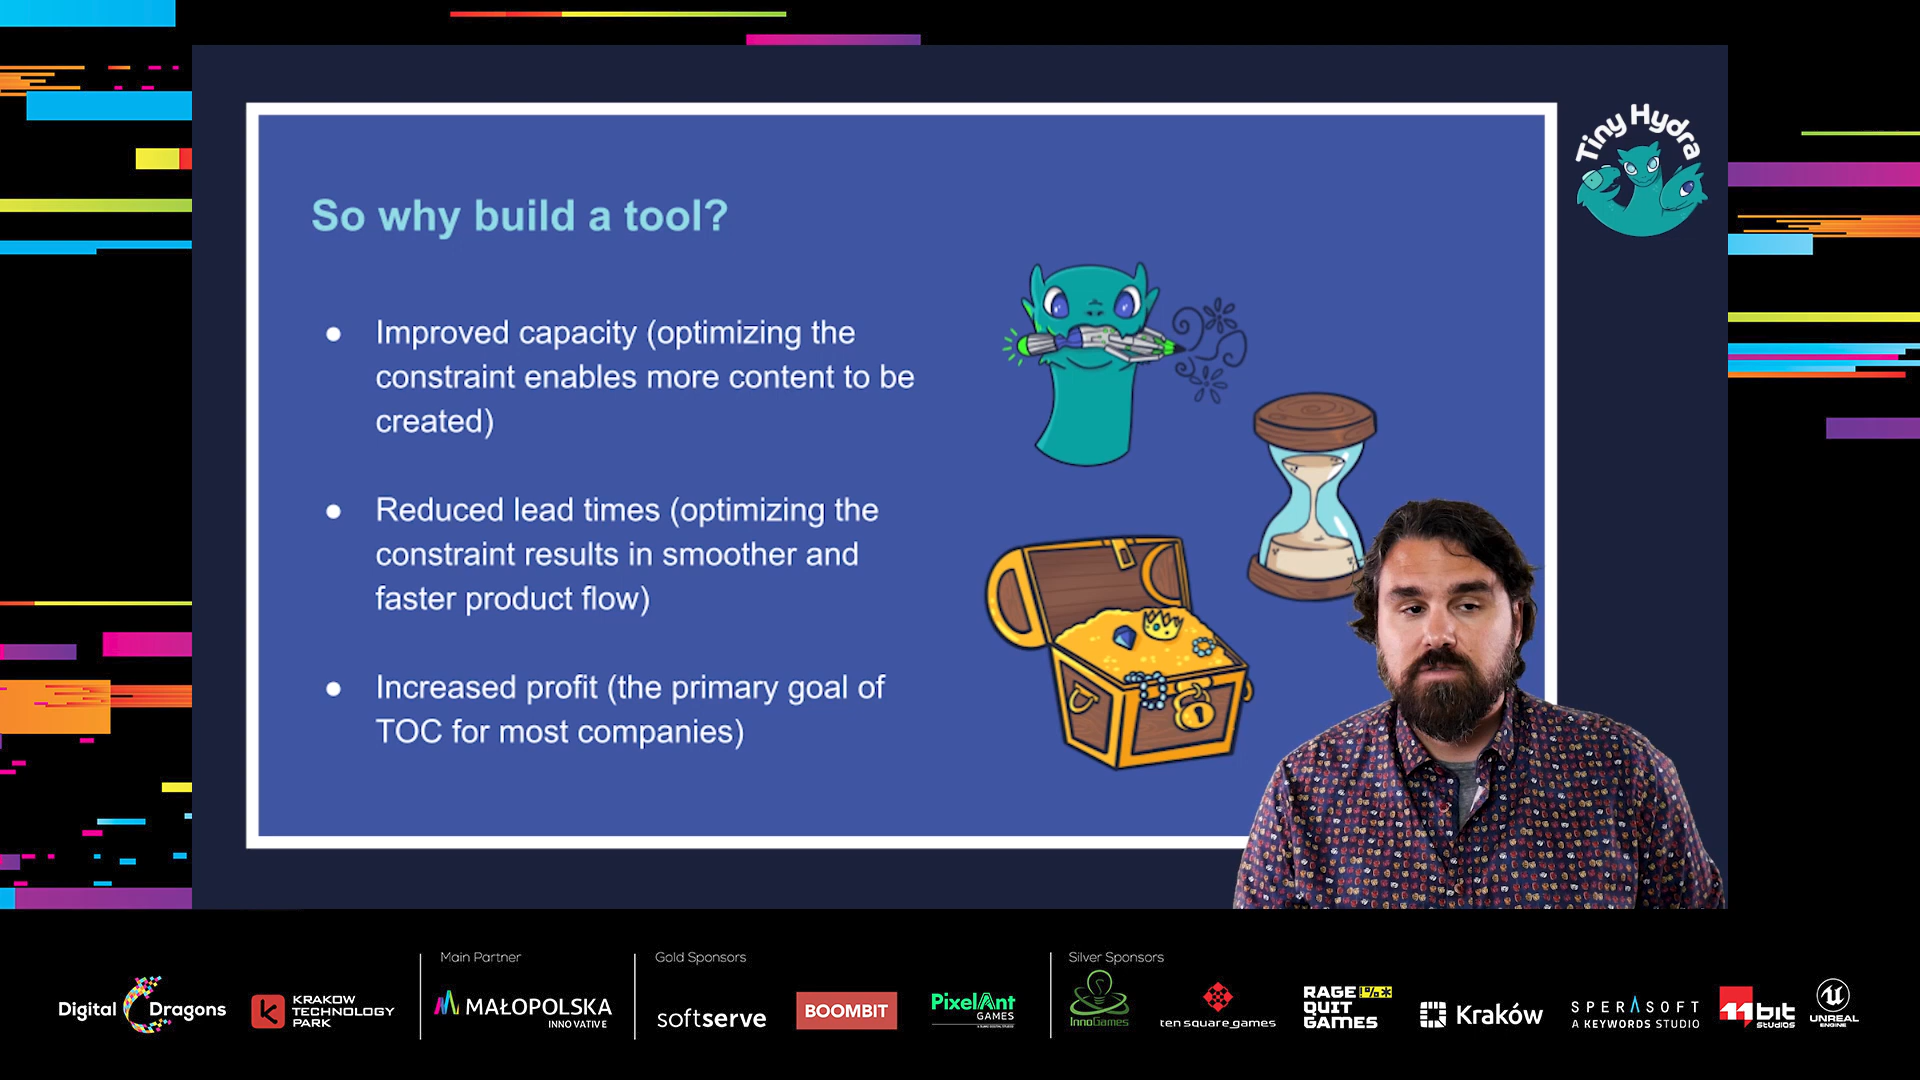 Tiny Hydra
So why build a tool?
● Improved capacity (optimizing the
constraint enables more content to be
created)
● Reduced lead times (optimizing the
constraint results in smoother and
faster product flow)
● Increased profit (the primary goal of
TOC for most companies)
Main Partner
Gold Sponsors
Silver Sponsors
Digital Dragons
KRAKOW
TECHNOLOGY
PARK
MAŁOPOLSKA
INNOVATIVE
softserve
BOOMBIT
PixelAnt
GAMES
InnoGames
ten square games
RAGE !%*
QUIT
GAMES
Kraków
SPERASOFT
A KEYWORDS STUDIO
11 bit
STUDIOS
UNREAL
ENGINE